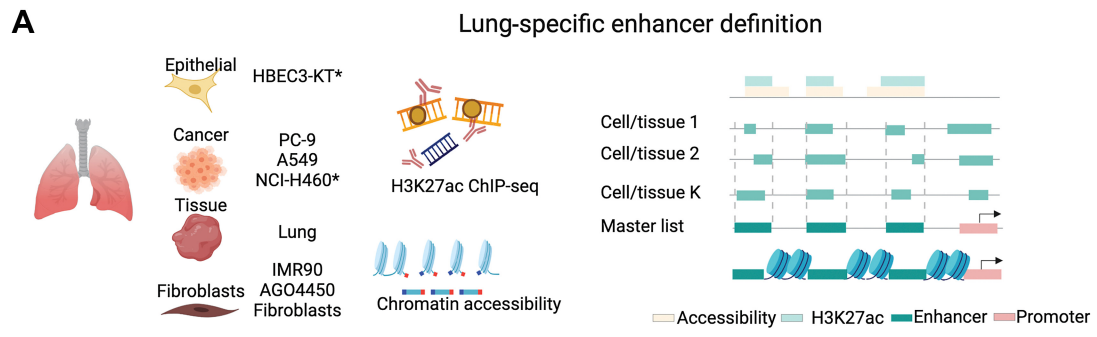 A
Lung-specific enhancer definition
Epithelial
HBEC3-KT*
Cancer
PC-9
A549
NCI-H460*
Tissue
Lung
Fibroblasts
IMR90
AGO4450
Fibroblasts
H3K27ac ChIP-seq
Chromatin accessibility
Cell/tissue 1
Cell/tissue 2
Cell/tissue K
Master list
Accessibility H3K27ac Enhancer Promoter